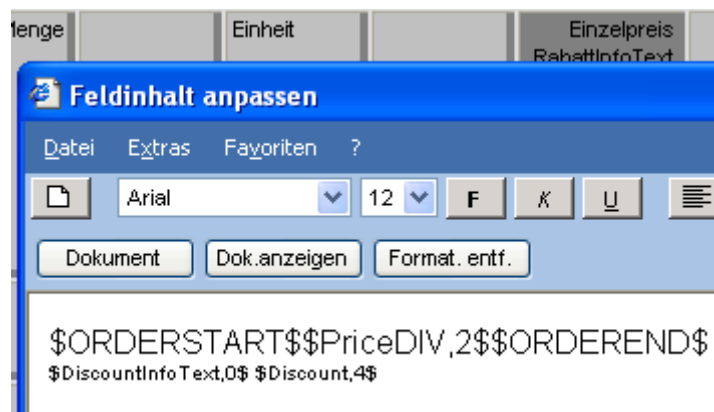 lenge Einheit Einzelpreis
RabattInfoText
Feldinhalt anpassen
Datei Extras Favoriten ?
Arial 12 F K U
Dokument Dok.anzeigen Format. entf.
$ORDERSTART$$PriceDIV,2$$ORDEREND$
$DiscountInfoText,0$ $Discount,4$